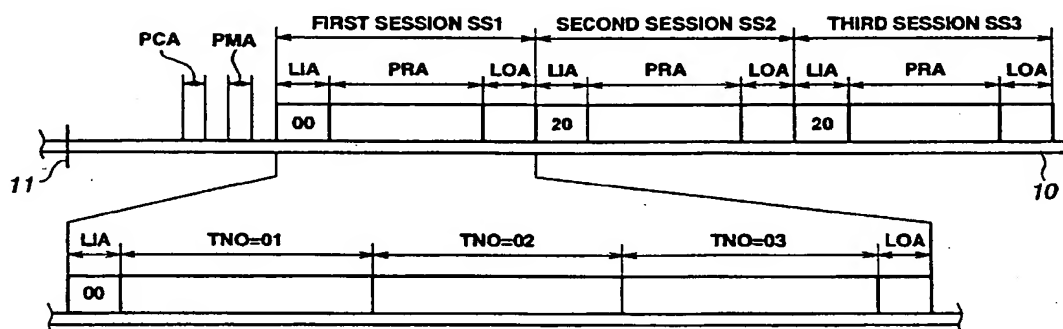 FIRST SESSION SS1 SECOND SESSION SS2 THIRD SESSION SS3
PCA PMA
LIA PRA LOA LIA PRA LOA LIA PRA LOA
00 20 20
11 10
LIA TNO=01 TNO=02 TNO=03 LOA
00